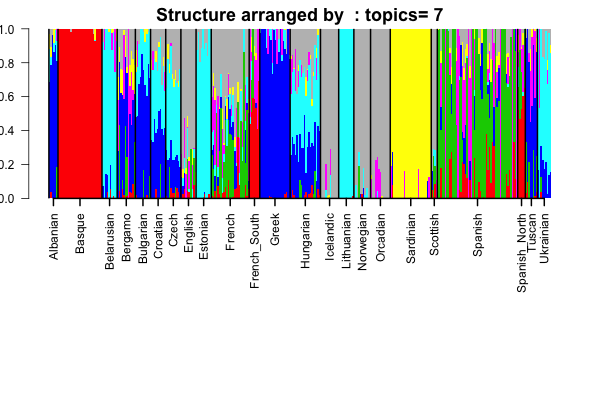 Structure arranged by  : topics= 7
1.0
0.8
0.6
0.4
0.2
0.0
Albanian
Basque
Belarusian
Bergamo
Bulgarian
Croatian
Czech
English
Estonian
French
French_South
Greek
Hungarian
Icelandic
Lithuanian
Norwegian
Orcadian
Sardinian
Scottish
Spanish
Spanish_North
Tuscan
Ukrainian